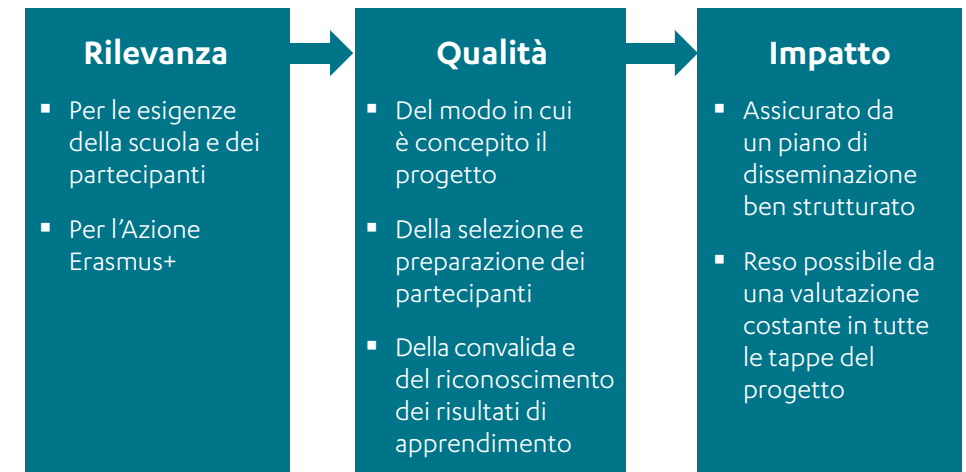 Rilevanza
▪ Per le esigenze
della scuola e dei
partecipanti
▪ Per l'Azione
Erasmus+
Qualità
▪ Del modo in cui
è concepito il
progetto
▪ Della selezione e
preparazione dei
partecipanti
▪ Della convalida e
del riconoscimento
dei risultati di
apprendimento
Impatto
▪ Assicurato da
un piano di
disseminazione
ben strutturato
▪ Reso possibile da
una valutazione
costante in tutte
le tappe del
progetto